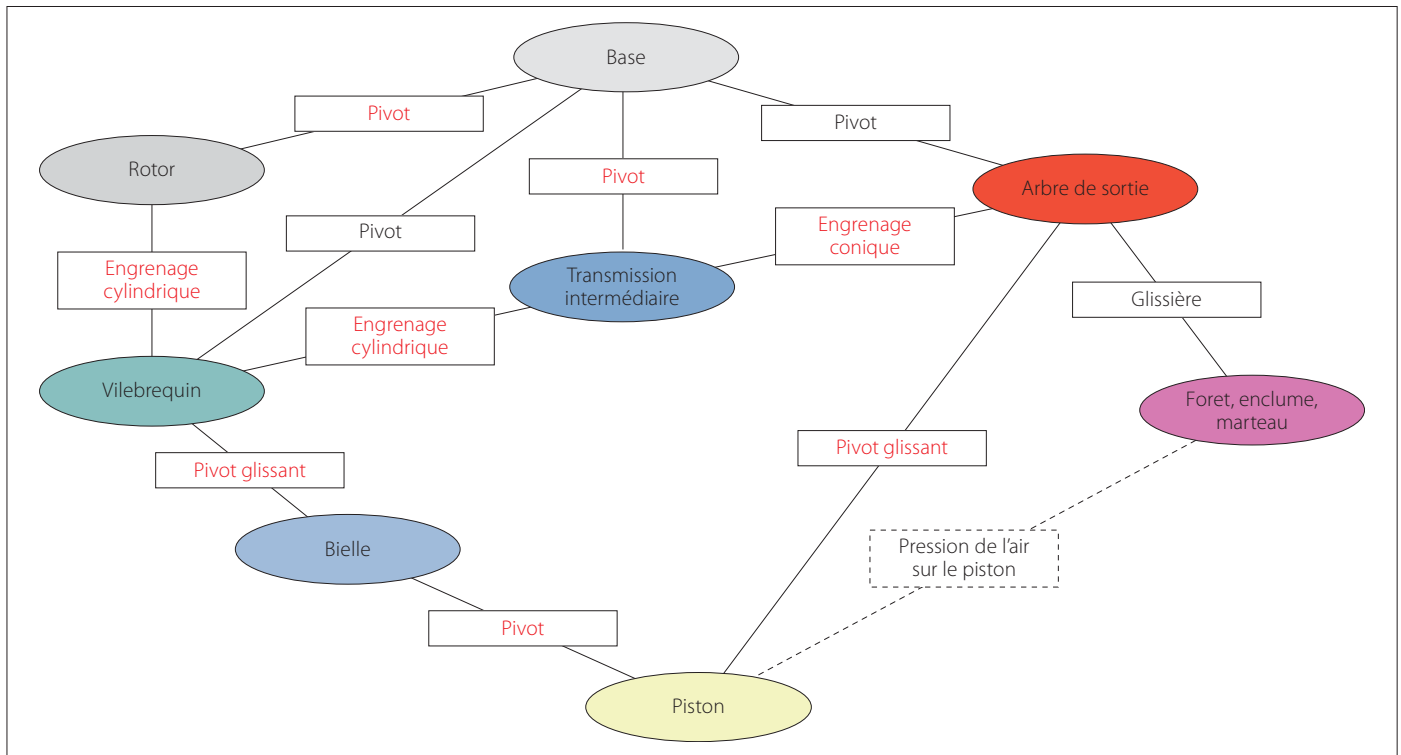 Base
Pivot
Pivot
Rotor
Pivot
Arbre de sortie
Pivot
Engrenage
conique
Engrenage
cylindrique
Transmission
intermédiaire
Glissière
Engrenage
cylindrique
Vilebrequin
Foret, enclume,
marteau
Pivot glissant
Pivot glissant
Bielle
Pression de l’air
sur le piston
Pivot
Piston